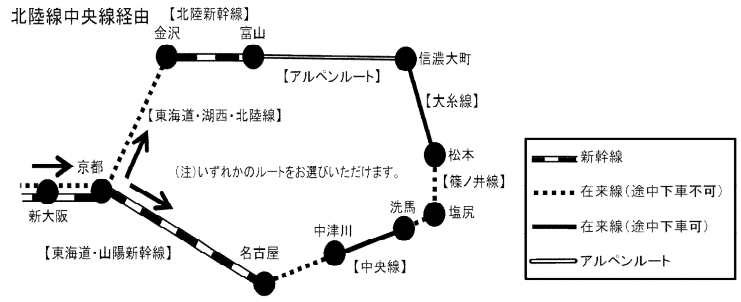 北陸線中央線経由
【北陸新幹線】
金沢
富山
【アルペンルート】
信濃大町
【大糸線】
【東海道・湖西・北陸線】
京都
(注)いずれかのルートをお選びいただけます。
松本
【篠ノ井線】
新大阪
洗馬
塩尻
中津川
【東海道・山陽新幹線】
名古屋
【中央線】
新幹線
在来線(途中下車不可)
在来線(途中下車可)
アルペンルート